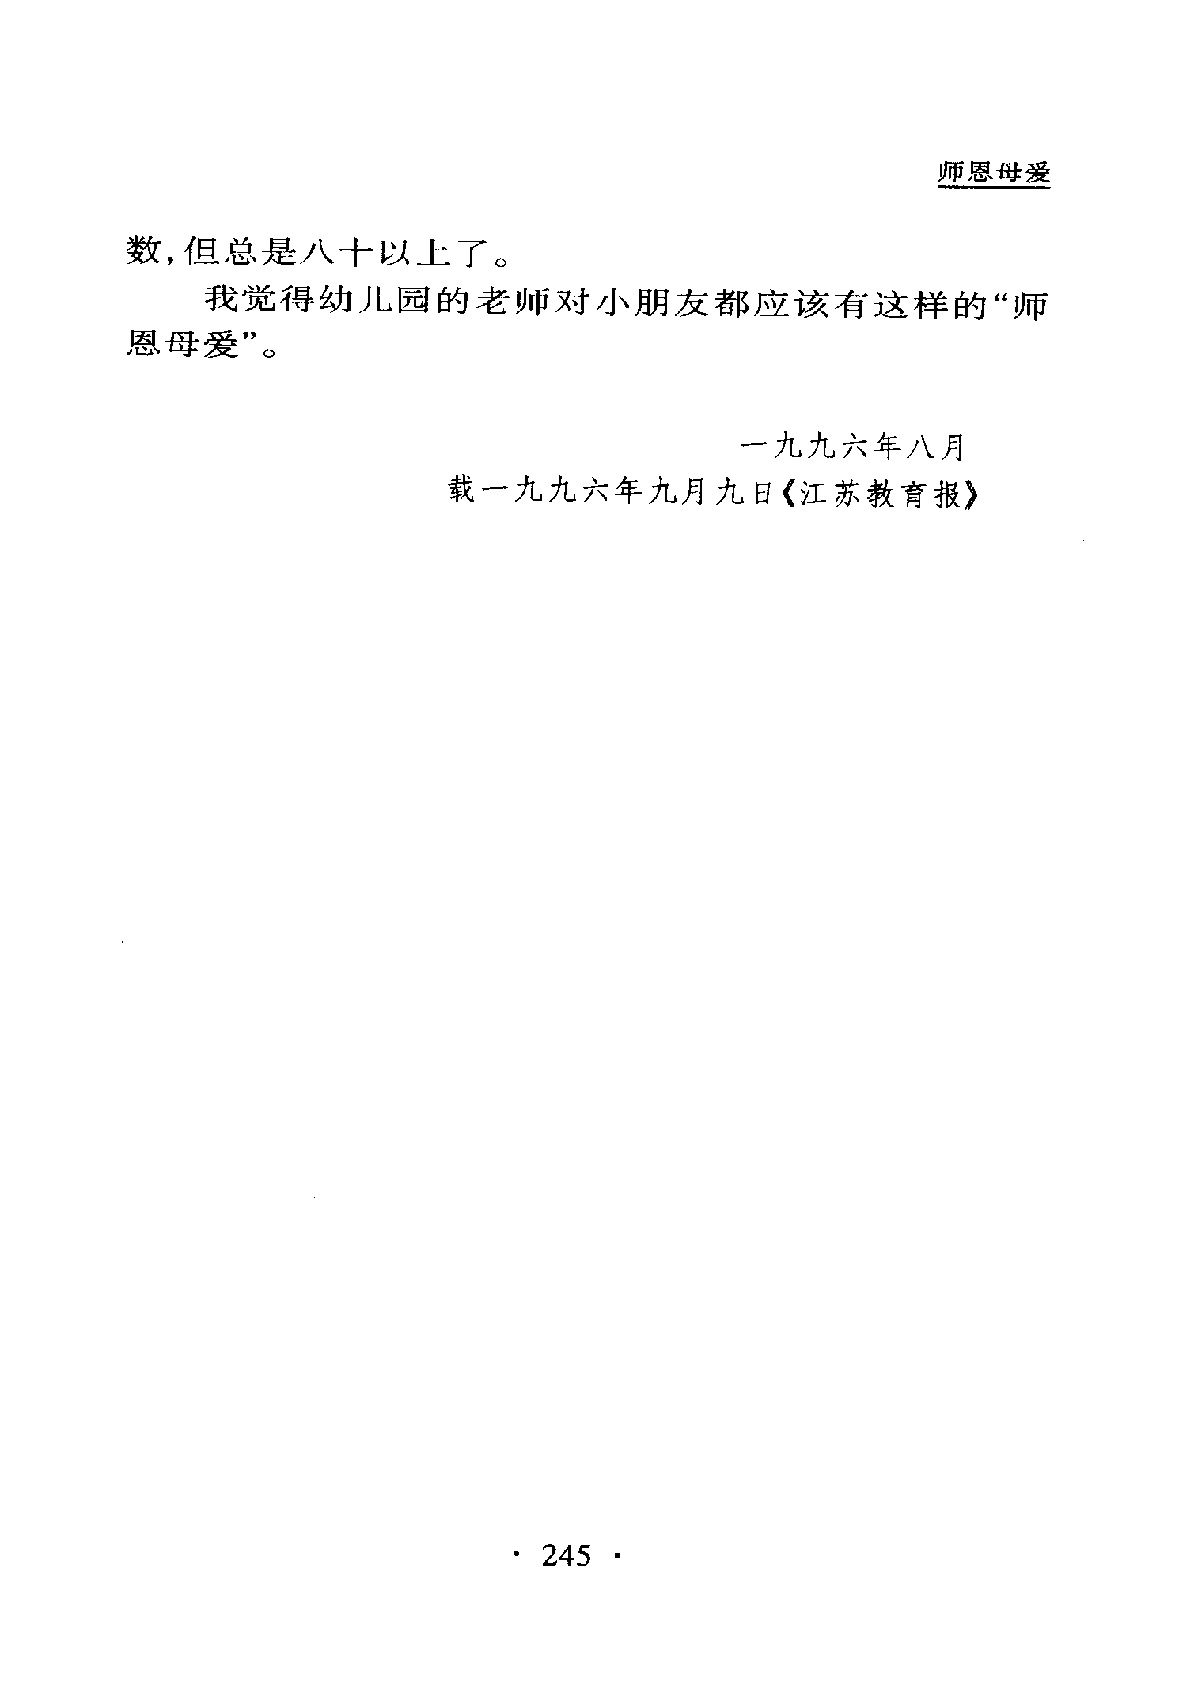 师恩母爱
数,但总是八十以上了。
我觉得幼儿园的老师对小朋友都应该有这样的“师
恩母爱”。
一九九六年八月
载一九九六年九月九日《江苏教育报》
· 245 ·